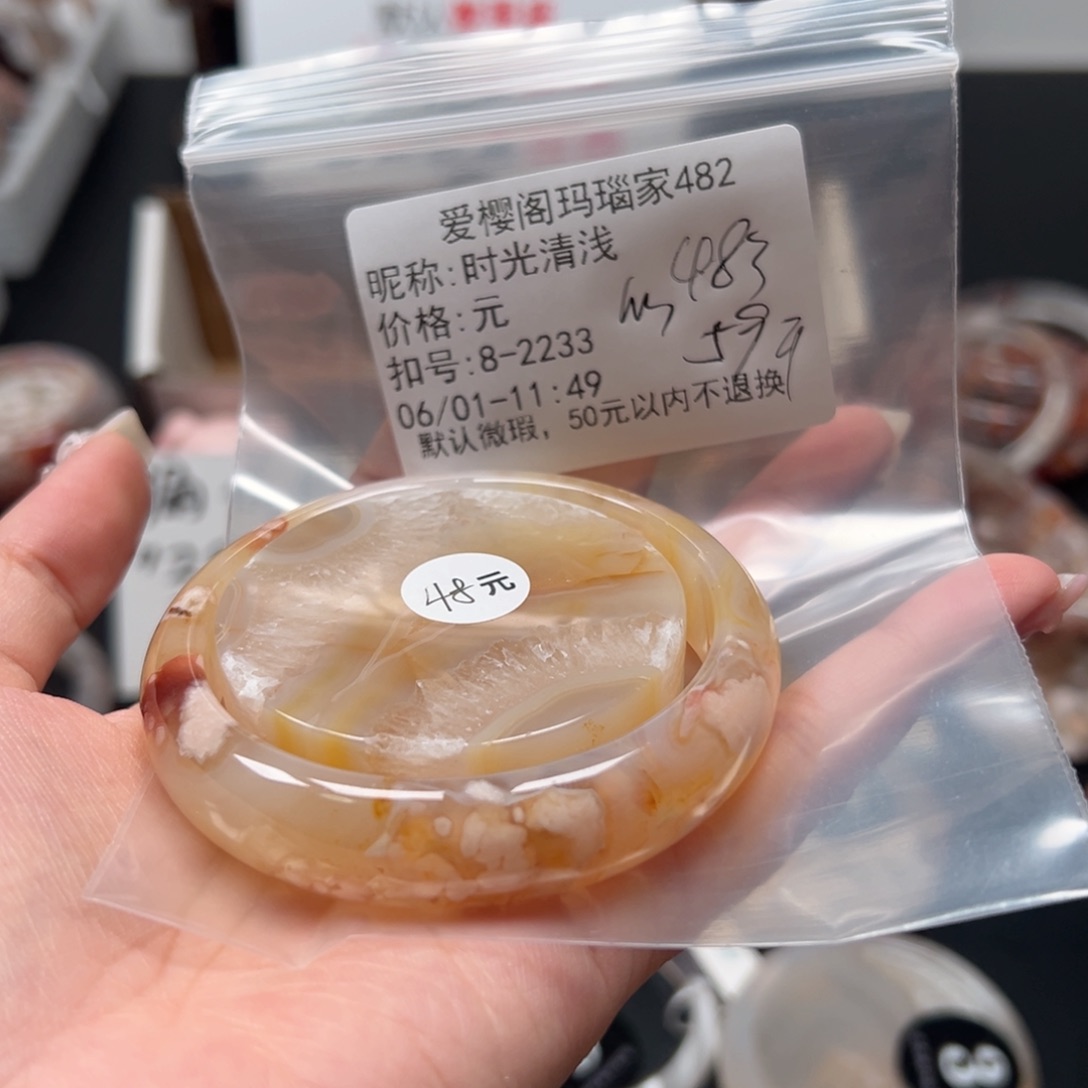 爱樱阁玛瑙家482
昵称:时光清浅
价格:元
扣号:8-2233
06/01-11:49
默认微瑕，50元以内不退换
483
59
48元